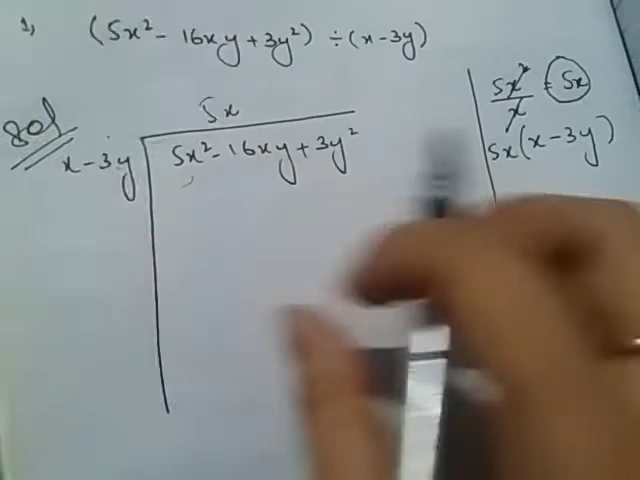 1, (5x² - 16xy + 3y²) ÷ (x - 3y)
Sol
5x
x - 3y 5x² - 16xy + 3y²
5x²/x = 5x
5x(x - 3y)